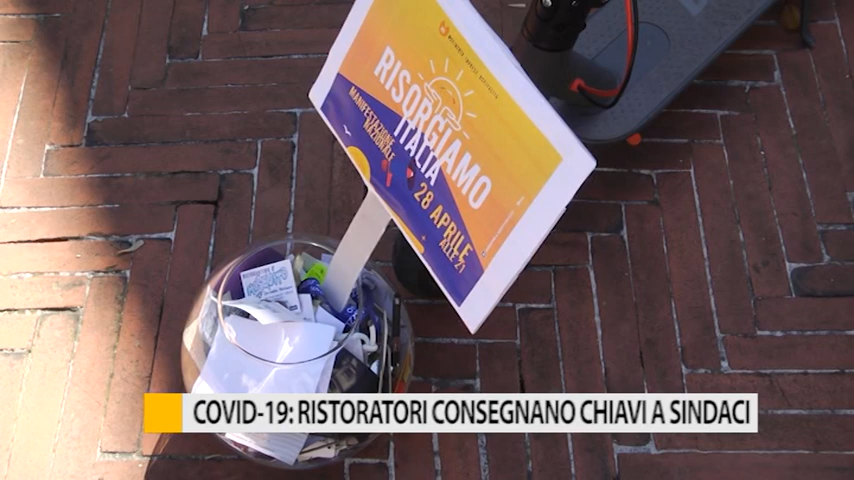 RISORGIAMO
ITALIA
MANIFESTAZIONE
NAZIONALE
28 APRILE
ALLE 21
COVID-19: RISTORATORI CONSEGNANO CHIAVI A SINDACI